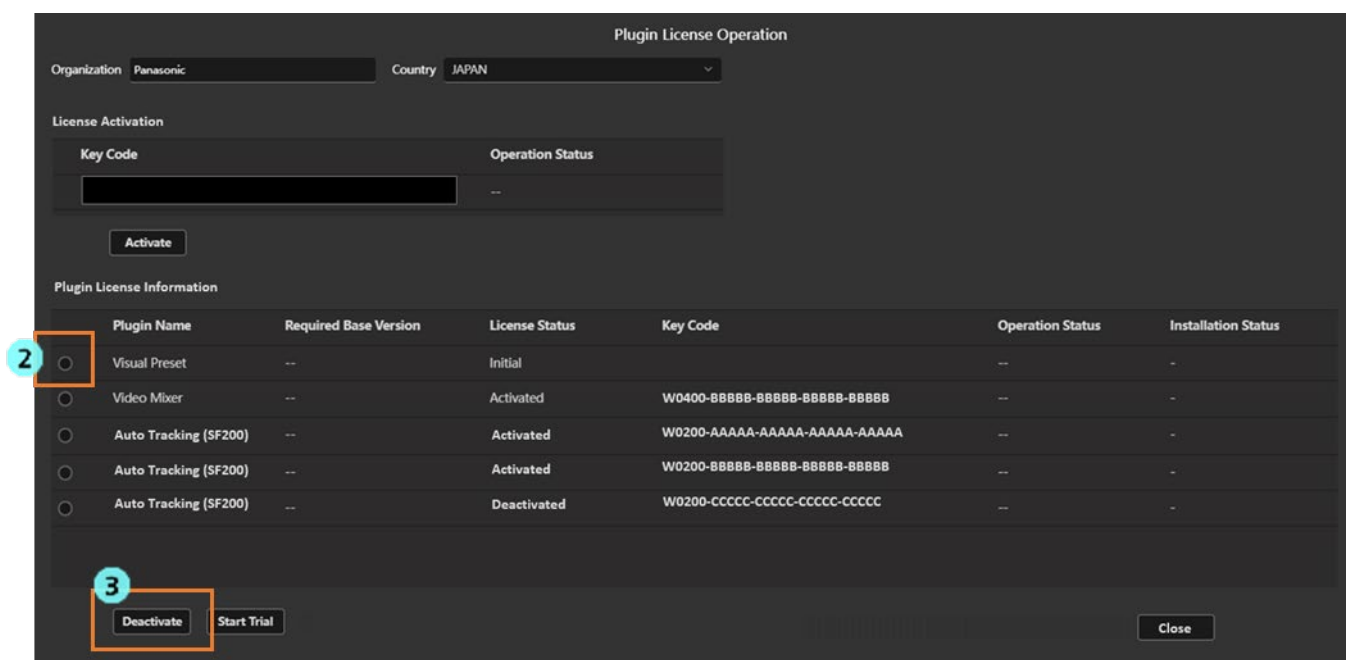 Plugin License Operation
Organization Panasonic Country JAPAN
License Activation
Key Code Operation Status
--
Activate
Plugin License Information
Plugin Name Required Base Version License Status Key Code Operation Status Installation Status
2 Visual Preset -- Initial -- -
Video Mixer -- Activated W0400-BBBBB-BBBBB-BBBBB-BBBBB -- -
Auto Tracking (SF200) -- Activated W0200-AAAAA-AAAAA-AAAAA-AAAAA -- -
Auto Tracking (SF200) -- Activated W0200-BBBBB-BBBBB-BBBBB-BBBBB -- -
Auto Tracking (SF200) -- Deactivated W0200-CCCCC-CCCCC-CCCCC-CCCCC -- -
3
Deactivate Start Trial Close